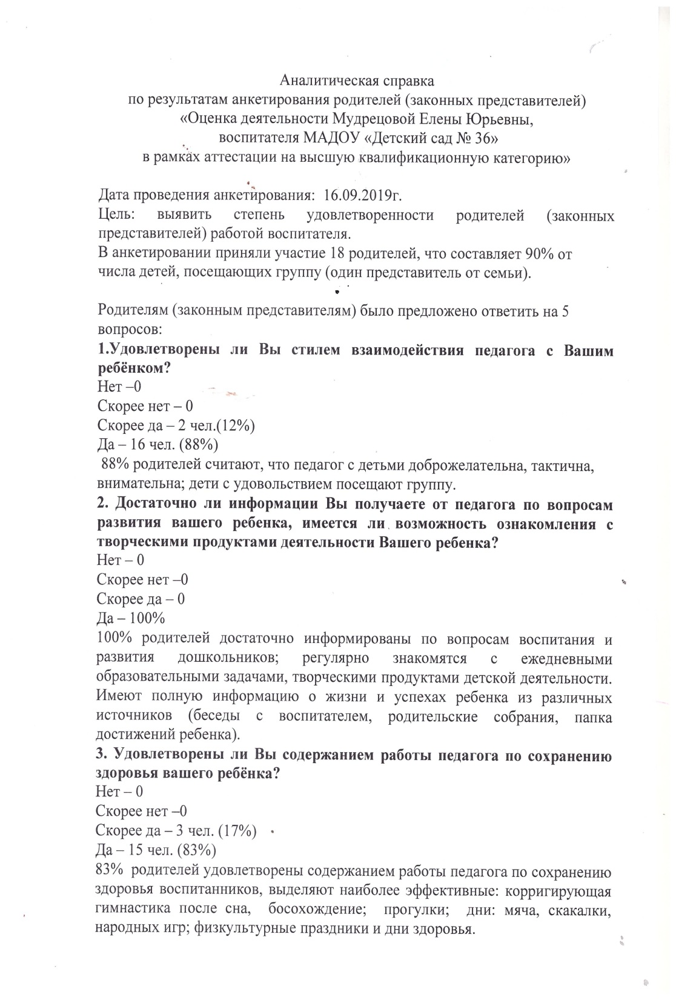 Аналитическая справка
по результатам анкетирования родителей (законных представителей)
«Оценка деятельности Мудрецовой Елены Юрьевны,
воспитателя МАДОУ «Детский сад № 36»
в рамках аттестации на высшую квалификационную категорию»
Дата проведения анкетирования:  16.09.2019г.
Цель: выявить степень удовлетворенности родителей (законных
представителей) работой воспитателя.
В анкетировании приняли участие 18 родителей, что составляет 90% от
числа детей, посещающих группу (один представитель от семьи).
Родителям (законным представителям) было предложено ответить на 5
вопросов:
1.Удовлетворены ли Вы стилем взаимодействия педагога с Вашим
ребёнком?
Нет –0
Скорее нет – 0
Скорее да – 2 чел.(12%)
Да – 16 чел. (88%)
88% родителей считают, что педагог с детьми доброжелательна, тактична,
внимательна; дети с удовольствием посещают группу.
2. Достаточно ли информации Вы получаете от педагога по вопросам
развития вашего ребенка, имеется ли возможность ознакомления с
творческими продуктами деятельности Вашего ребенка?
Нет – 0
Скорее нет –0
Скорее да – 0
Да – 100%
100% родителей достаточно информированы по вопросам воспитания и
развития дошкольников; регулярно знакомятся с ежедневными
образовательными задачами, творческими продуктами детской деятельности.
Имеют полную информацию о жизни и успехах ребенка из различных
источников (беседы с воспитателем, родительские собрания, папка
достижений ребенка).
3. Удовлетворены ли Вы содержанием работы педагога по сохранению
здоровья вашего ребёнка?
Нет – 0
Скорее нет –0
Скорее да – 3 чел. (17%)
Да – 15 чел. (83%)
83% родителей удовлетворены содержанием работы педагога по сохранению
здоровья воспитанников, выделяют наиболее эффективные: корригирующая
гимнастика после сна, босохождение; прогулки; дни: мяча, скакалки,
народных игр; физкультурные праздники и дни здоровья.